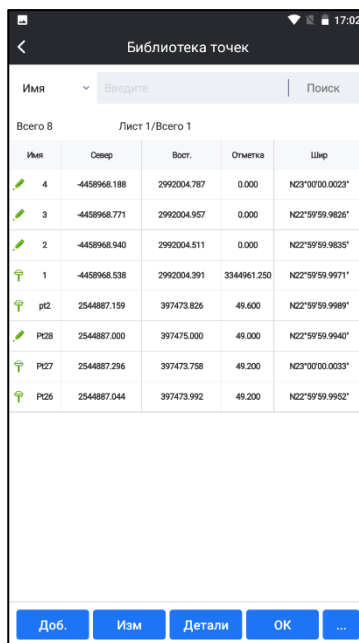 17:02
Библиотека точек
Имя Введите Поиск
Всего 8 Лист 1/Всего 1
Имя Север Вост. Отметка Шир
4 -4458968.188 2992004.787 0.000 N23°00'00.0023"
3 -4458968.771 2992004.957 0.000 N22°59'59.9826"
2 -4458968.940 2992004.511 0.000 N22°59'59.9835"
1 -4458968.538 2992004.391 3344961.250 N22°59'59.9971"
pt2 2544887.159 397473.826 49.600 N22°59'59.9989"
Pt28 2544887.000 397475.000 49.000 N22°59'59.9940"
Pt27 2544887.296 397473.758 49.200 N23°00'00.0033"
Pt26 2544887.044 397473.992 49.200 N22°59'59.9952"
Доб. Изм Детали OK ...